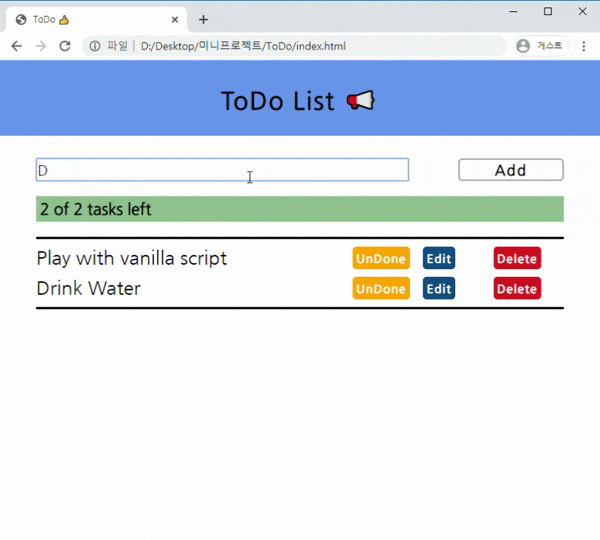 ToDo 👍
파일 | D:/Desktop/미니프로젝트/ToDo/index.html 게스트
ToDo List 📢
D Add
2 of 2 tasks left
Play with vanilla script UnDone Edit Delete
Drink Water UnDone Edit Delete